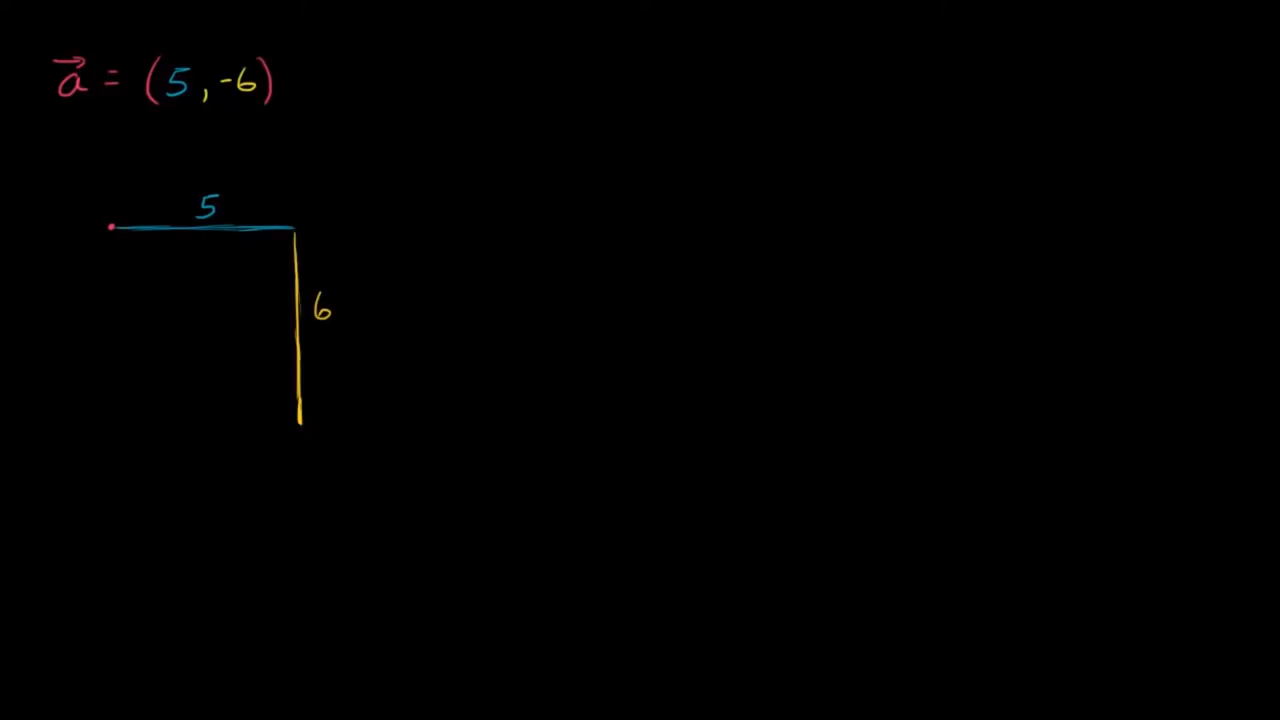 a⃗ = (5, -6)
5
6